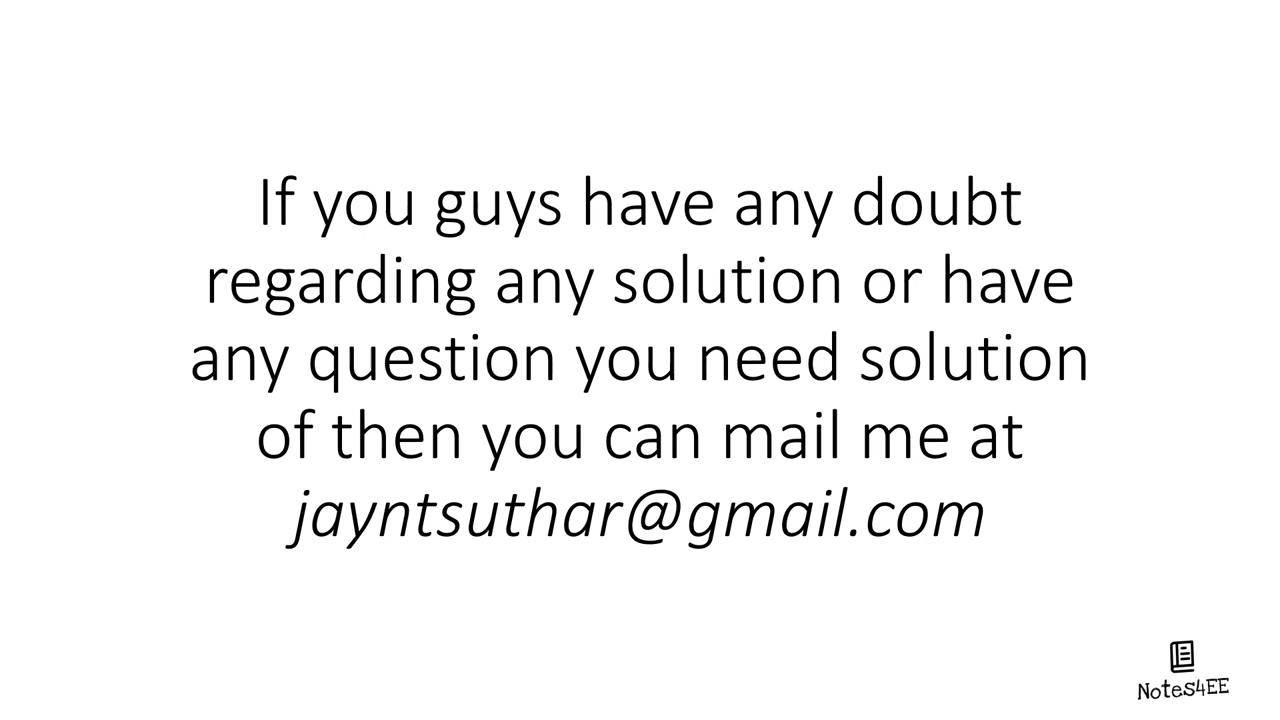 If you guys have any doubt
regarding any solution or have
any question you need solution
of then you can mail me at
jayntsuthar@gmail.com
Notes4EE